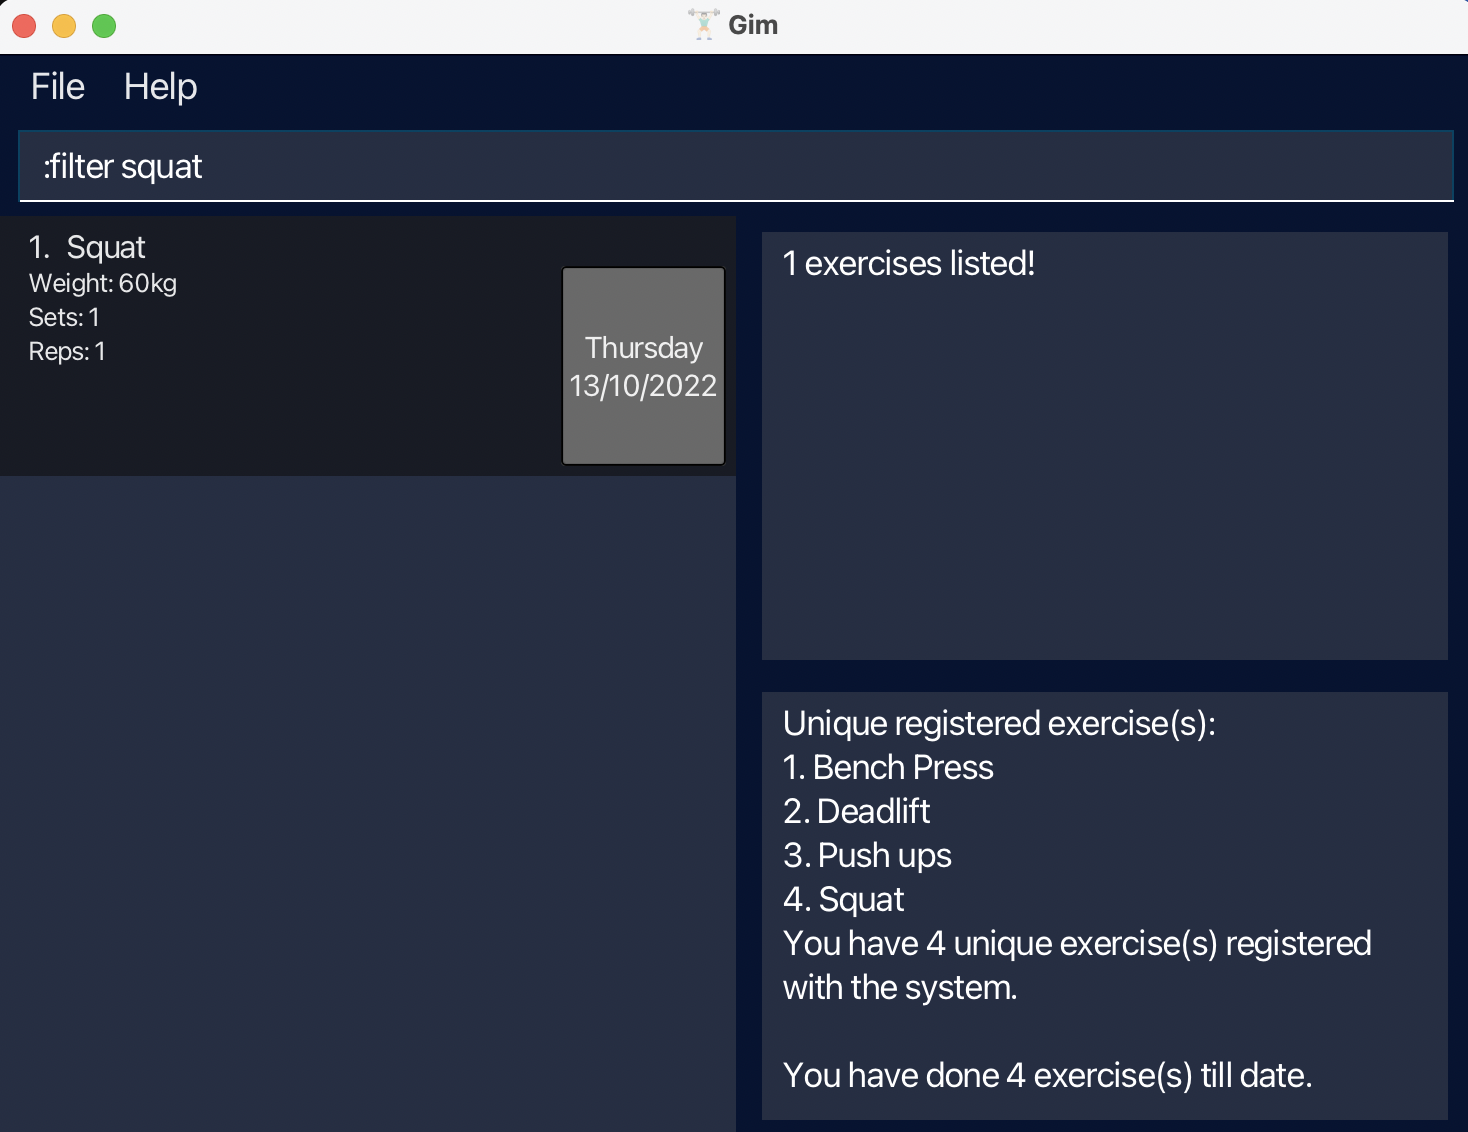 Gim
File Help
:filter squat
1. Squat
Weight: 60kg
Sets: 1
Reps: 1
Thursday
13/10/2022
1 exercises listed!
Unique registered exercise(s):
1. Bench Press
2. Deadlift
3. Push ups
4. Squat
You have 4 unique exercise(s) registered
with the system.
You have done 4 exercise(s) till date.